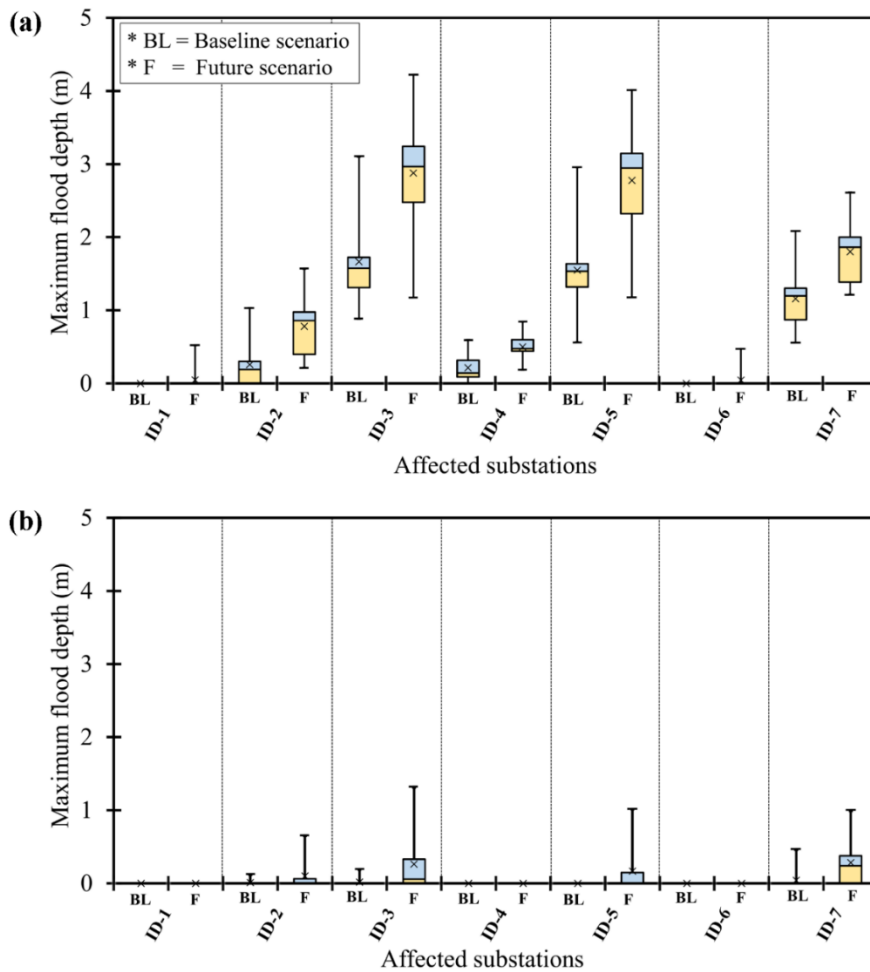 (a)
* BL = Baseline scenario
* F = Future scenario
Maximum flood depth (m)
5
4
3
2
1
0
BL F BL F BL F BL F BL F BL F BL F
ID-1 ID-2 ID-3 ID-4 ID-5 ID-6 ID-7
Affected substations
(b)
Maximum flood depth (m)
5
4
3
2
1
0
BL F BL F BL F BL F BL F BL F BL F
ID-1 ID-2 ID-3 ID-4 ID-5 ID-6 ID-7
Affected substations